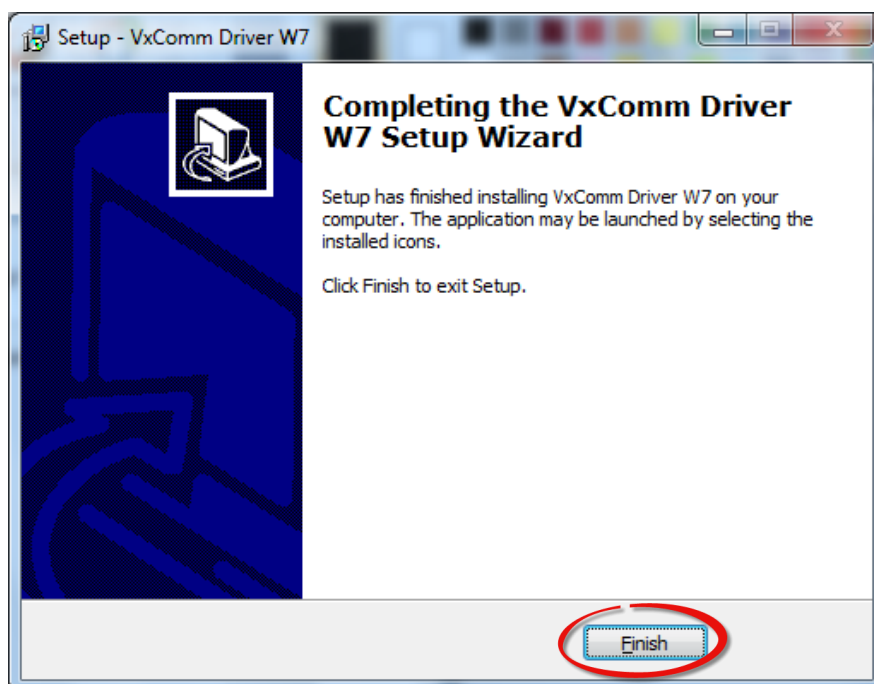 Setup - VxComm Driver W7
Completing the VxComm Driver
W7 Setup Wizard
Setup has finished installing VxComm Driver W7 on your
computer. The application may be launched by selecting the
installed icons.
Click Finish to exit Setup.
Finish